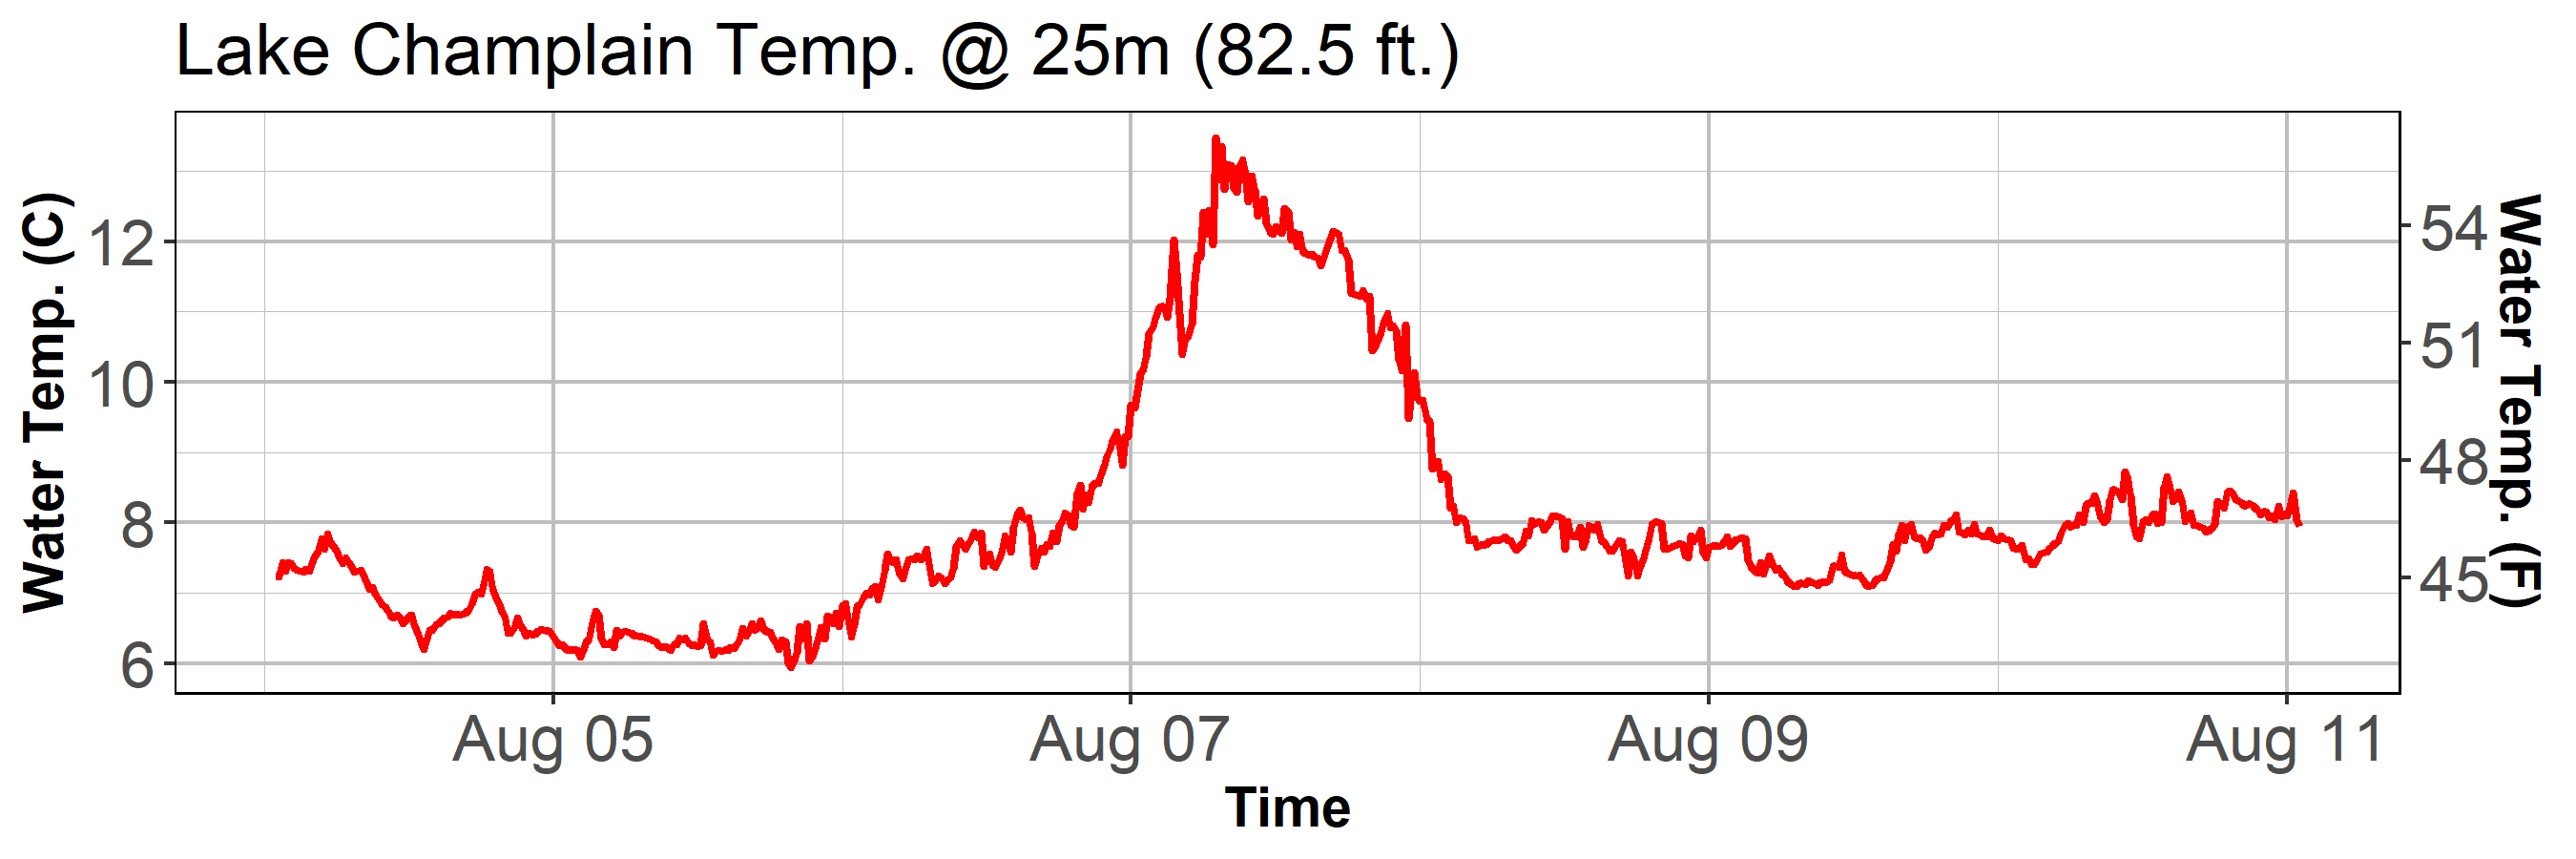 Lake Champlain Temp. @ 25m (82.5 ft.)
Water Temp. (C)
12
10
8
6
54
51
48
45
Water Temp. (F)
Aug 05 Aug 07 Aug 09 Aug 11
Time